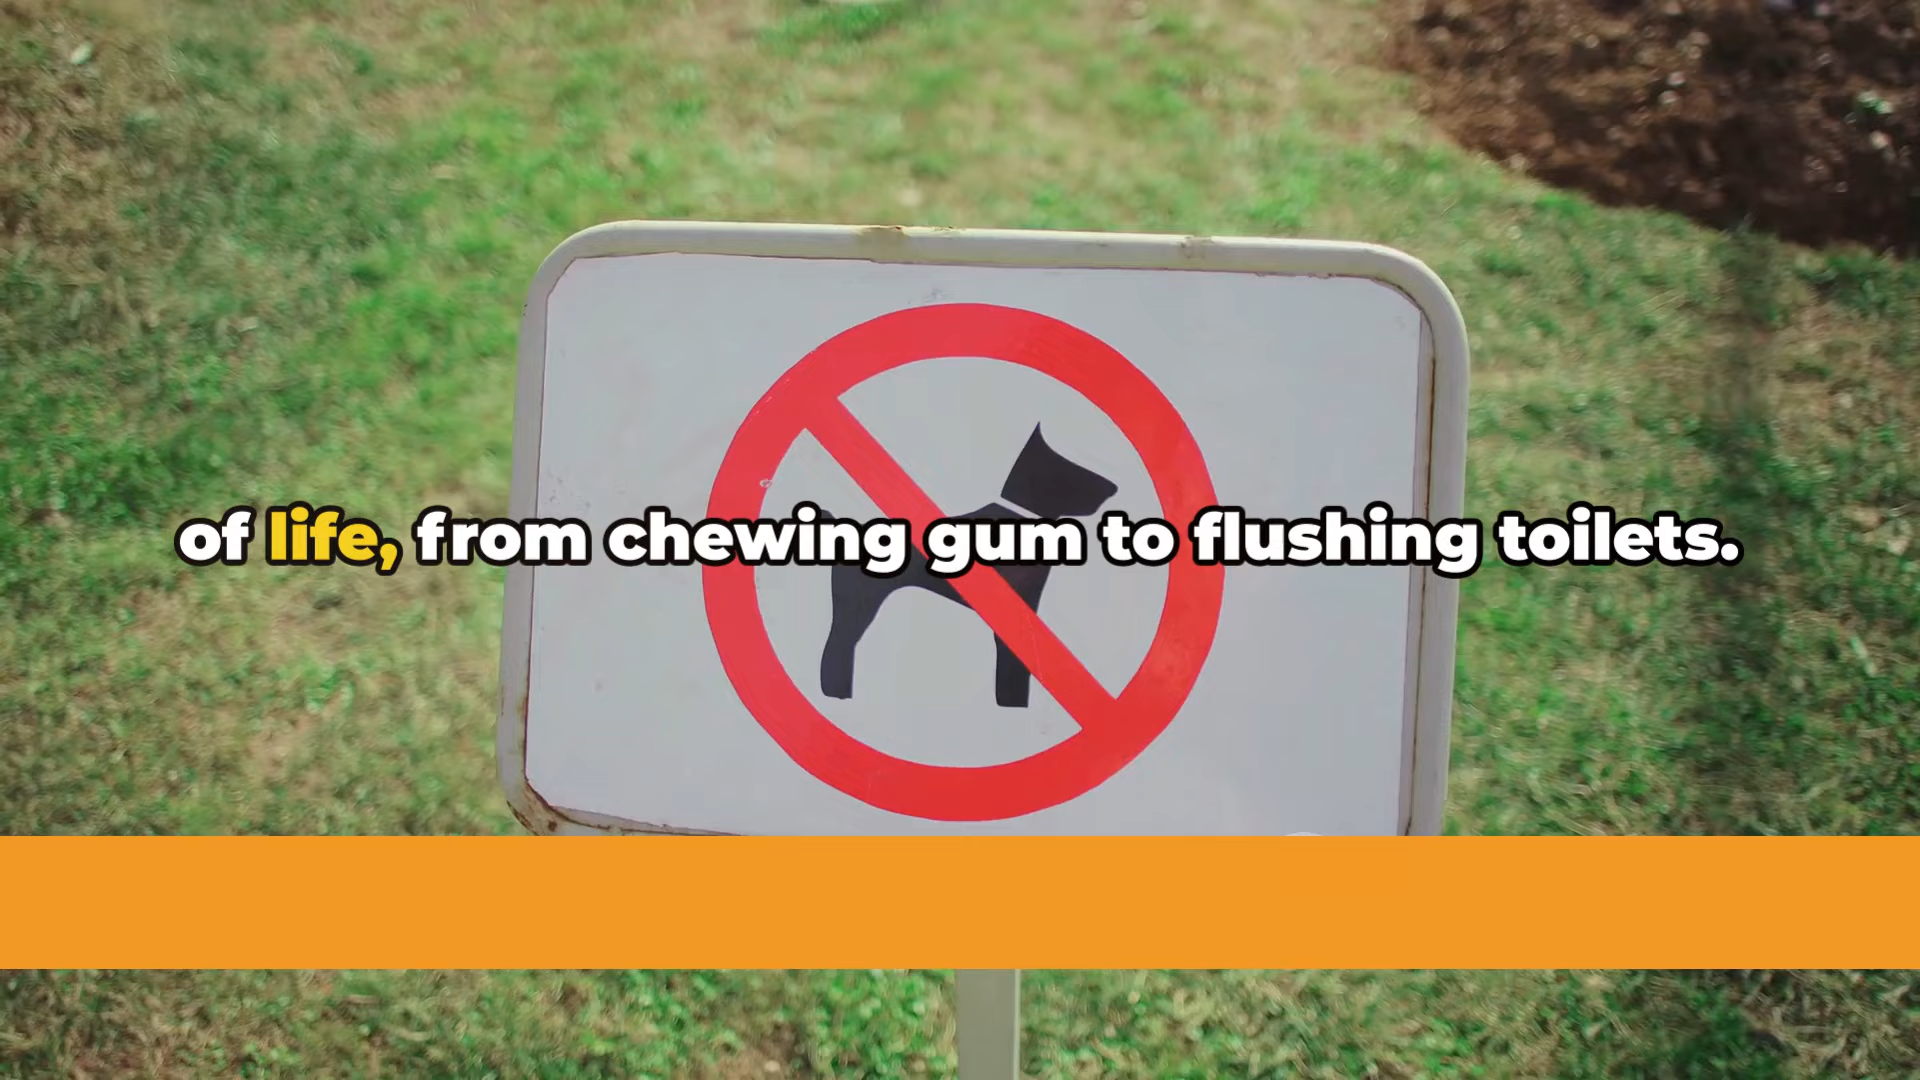 of life, from chewing gum to flushing toilets.